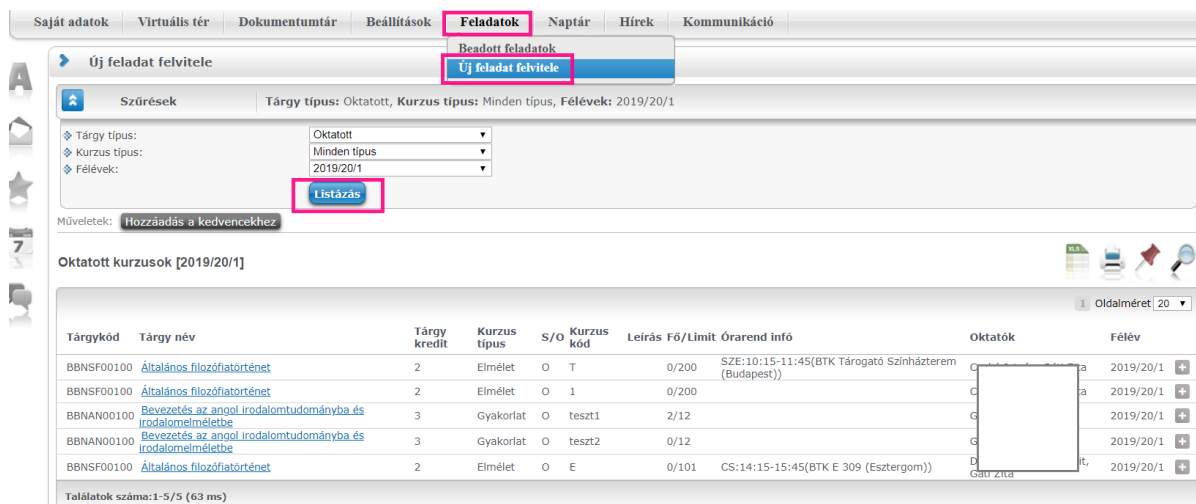 Saját adatok Virtuális tér Dokumentumtár Beállítások Feladatok Naptár Hírek Kommunikáció
Beadott feladatok
Új feladat felvitele
Új feladat felvitele
Szűrések Tárgy típus: Oktatott, Kurzus típus: Minden típus, Félévek: 2019/20/1
Tárgy típus: Oktatott
Kurzus típus: Minden típus
Félévek: 2019/20/1
Listázás
Műveletek: Hozzáadás a kedvencekhez
7
Oktatott kurzusok [2019/20/1]
XLS
1 Oldalméret 20
Tárgykód Tárgy név Tárgy kredit Kurzus típus S/O Kurzus kód Leírás Fő/Limit Órarend infó Oktatók Félév
BBNSF00100 Általános filozófiatörténet 2 Elmélet O T 0/200 SZE:10:15-11:45(BTK Tárogató Színházterem (Budapest)) 2019/20/1
BBNSF00100 Általános filozófiatörténet 2 Elmélet O 1 0/200 2019/20/1
BBNAN00100 Bevezetés az angol irodalomtudományba és irodalomelméletbe 3 Gyakorlat O teszt1 2/12 2019/20/1
BBNAN00100 Bevezetés az angol irodalomtudományba és irodalomelméletbe 3 Gyakorlat O teszt2 0/12 2019/20/1
BBNSF00100 Általános filozófiatörténet 2 Elmélet O E 0/101 CS:14:15-15:45(BTK E 309 (Esztergom)) Gáti Zita 2019/20/1
Találatok száma:1-5/5 (63 ms)